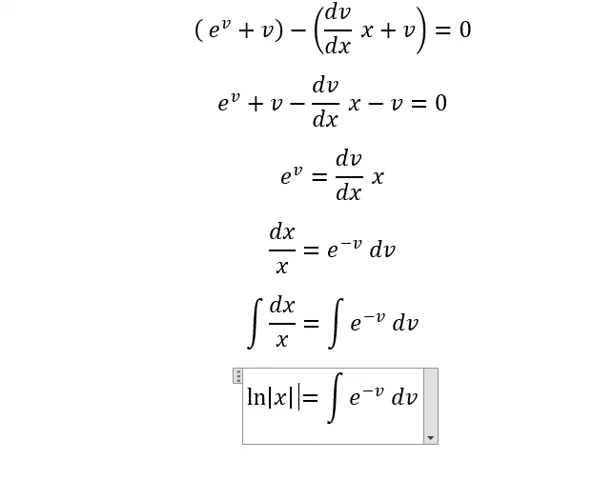 (e^v + v) − (dv/dx x + v) = 0
e^v + v − dv/dx x − v = 0
e^v = dv/dx x
dx/x = e^−v dv
∫ dx/x = ∫ e^−v dv
ln|x| = ∫ e^−v dv